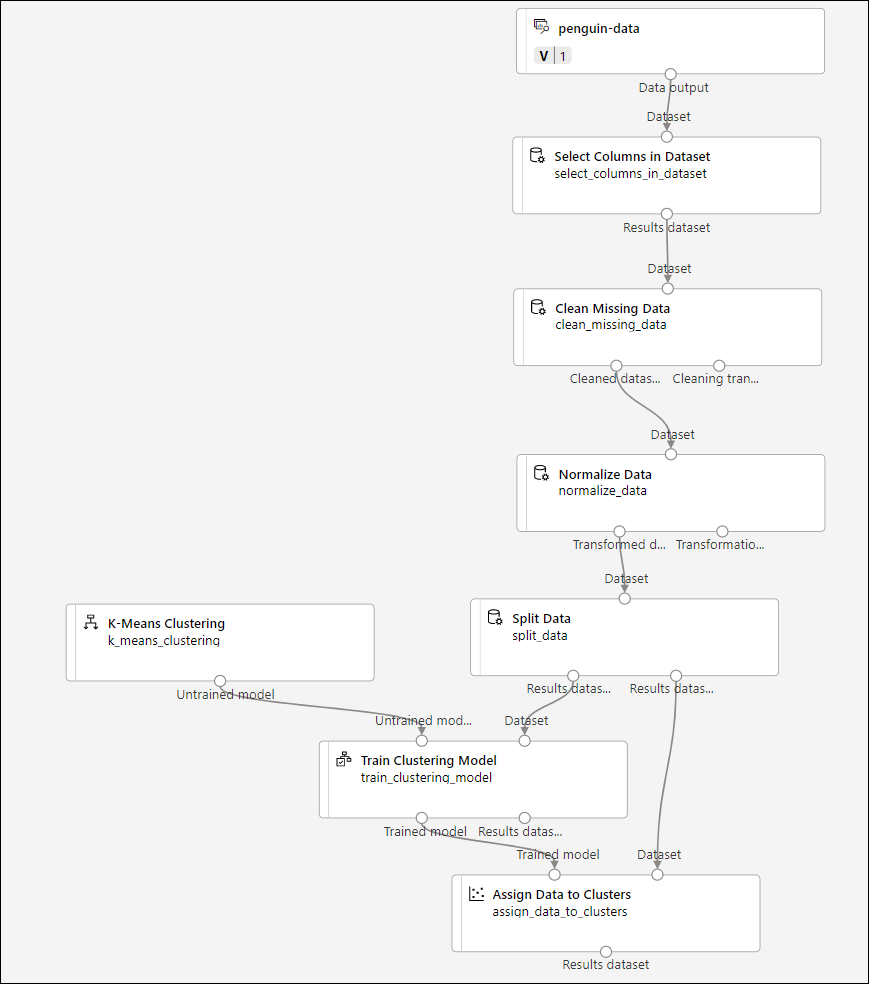 penguin-data
V 1
Data output
Dataset
Select Columns in Dataset
select_columns_in_dataset
Results dataset
Dataset
Clean Missing Data
clean_missing_data
Cleaned datas... Cleaning tran...
Dataset
Normalize Data
normalize_data
Transformed d... Transformatio...
Dataset
K-Means Clustering
k_means_clustering
Untrained model
Split Data
split_data
Results datas... Results datas...
Untrained mod... Dataset
Train Clustering Model
train_clustering_model
Trained model Results datas...
Trained model Dataset
Assign Data to Clusters
assign_data_to_clusters
Results dataset